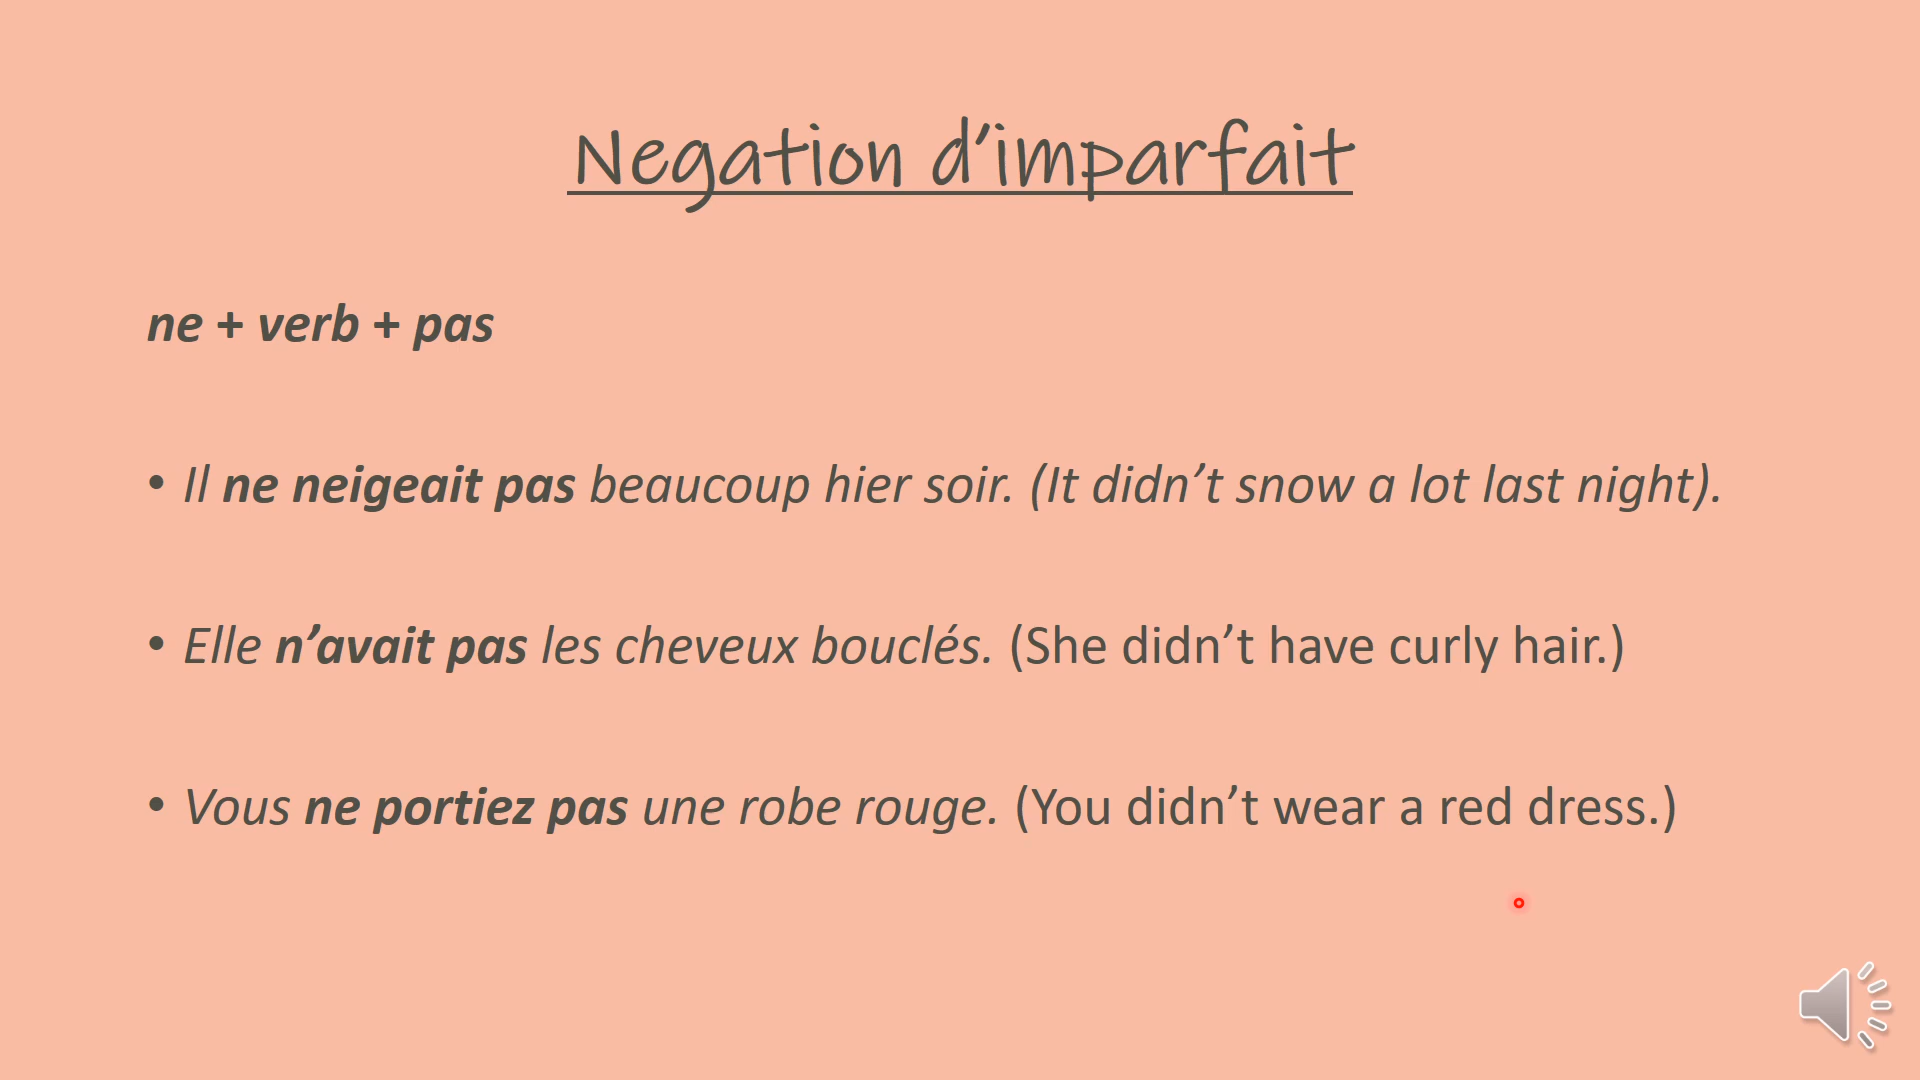 Negation d’imparfait
ne + verb + pas
• Il ne neigeait pas beaucoup hier soir. (It didn’t snow a lot last night).
• Elle n’avait pas les cheveux bouclés. (She didn’t have curly hair.)
• Vous ne portiez pas une robe rouge. (You didn’t wear a red dress.)